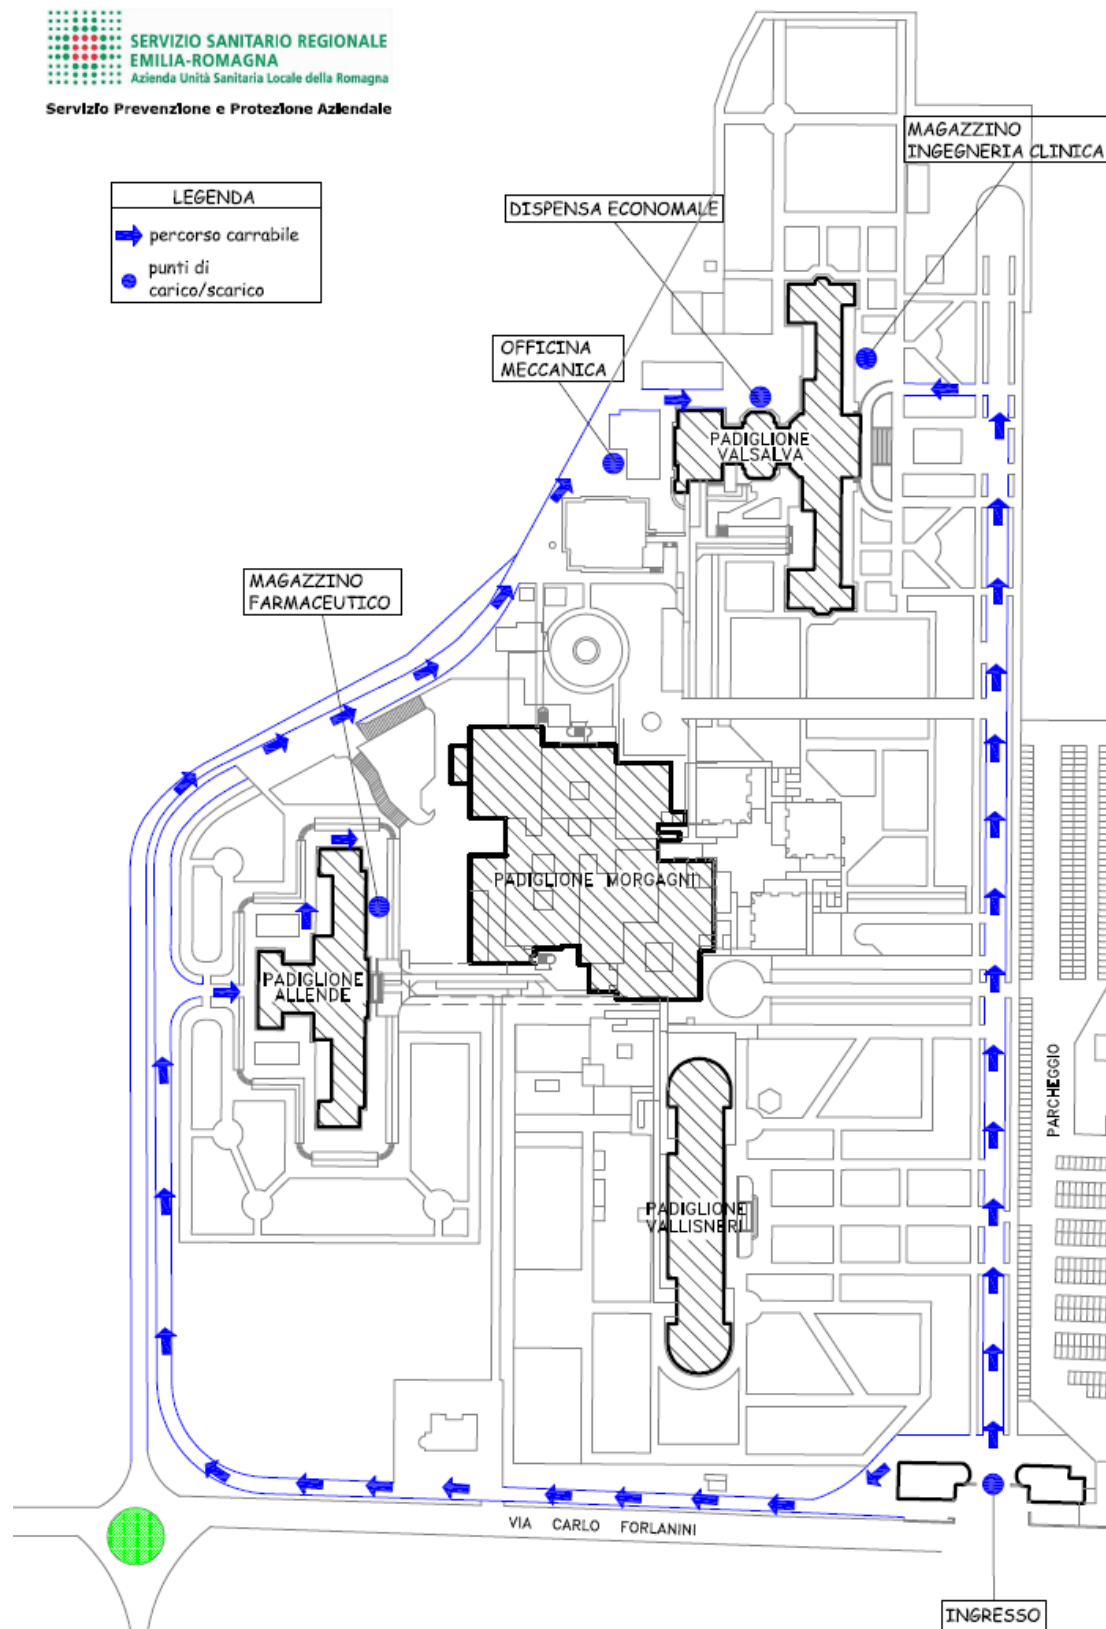 SERVIZIO SANITARIO REGIONALE
EMILIA-ROMAGNA
Azienda Unità Sanitaria Locale della Romagna
Servizio Prevenzione e Protezione Aziendale
MAGAZZINO
INGEGNERIA CLINICA
LEGENDA
percorso carrabile
punti di
carico/scarico
DISPENSA ECONOMALE
OFFICINA
MECCANICA
PADIGLIONE
VALSALVA
MAGAZZINO
FARMACEUTICO
PADIGLIONE MORGAGNI
PADIGLIONE
ALLENDE
PARCHEGGIO
PADIGLIONE
VALLISNERI
VIA CARLO FORLANINI
INGRESSO